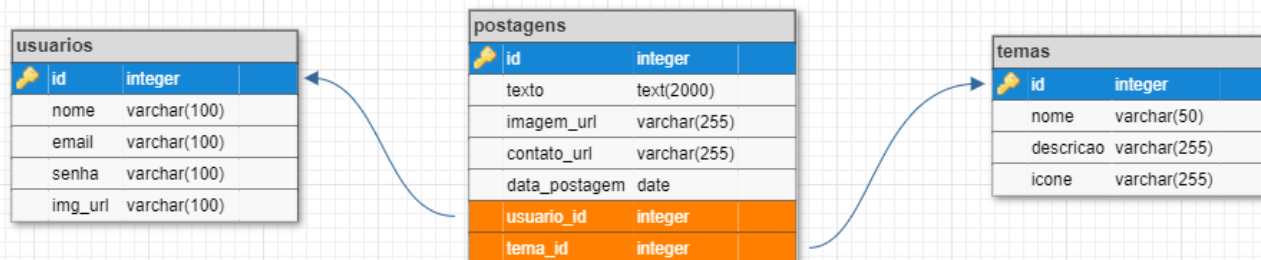 usuarios
id integer
nome varchar(100)
email varchar(100)
senha varchar(100)
img_url varchar(100)
postagens
id integer
texto text(2000)
imagem_url varchar(255)
contato_url varchar(255)
data_postagem date
usuario_id integer
tema_id integer
temas
id integer
nome varchar(50)
descricao varchar(255)
icone varchar(255)